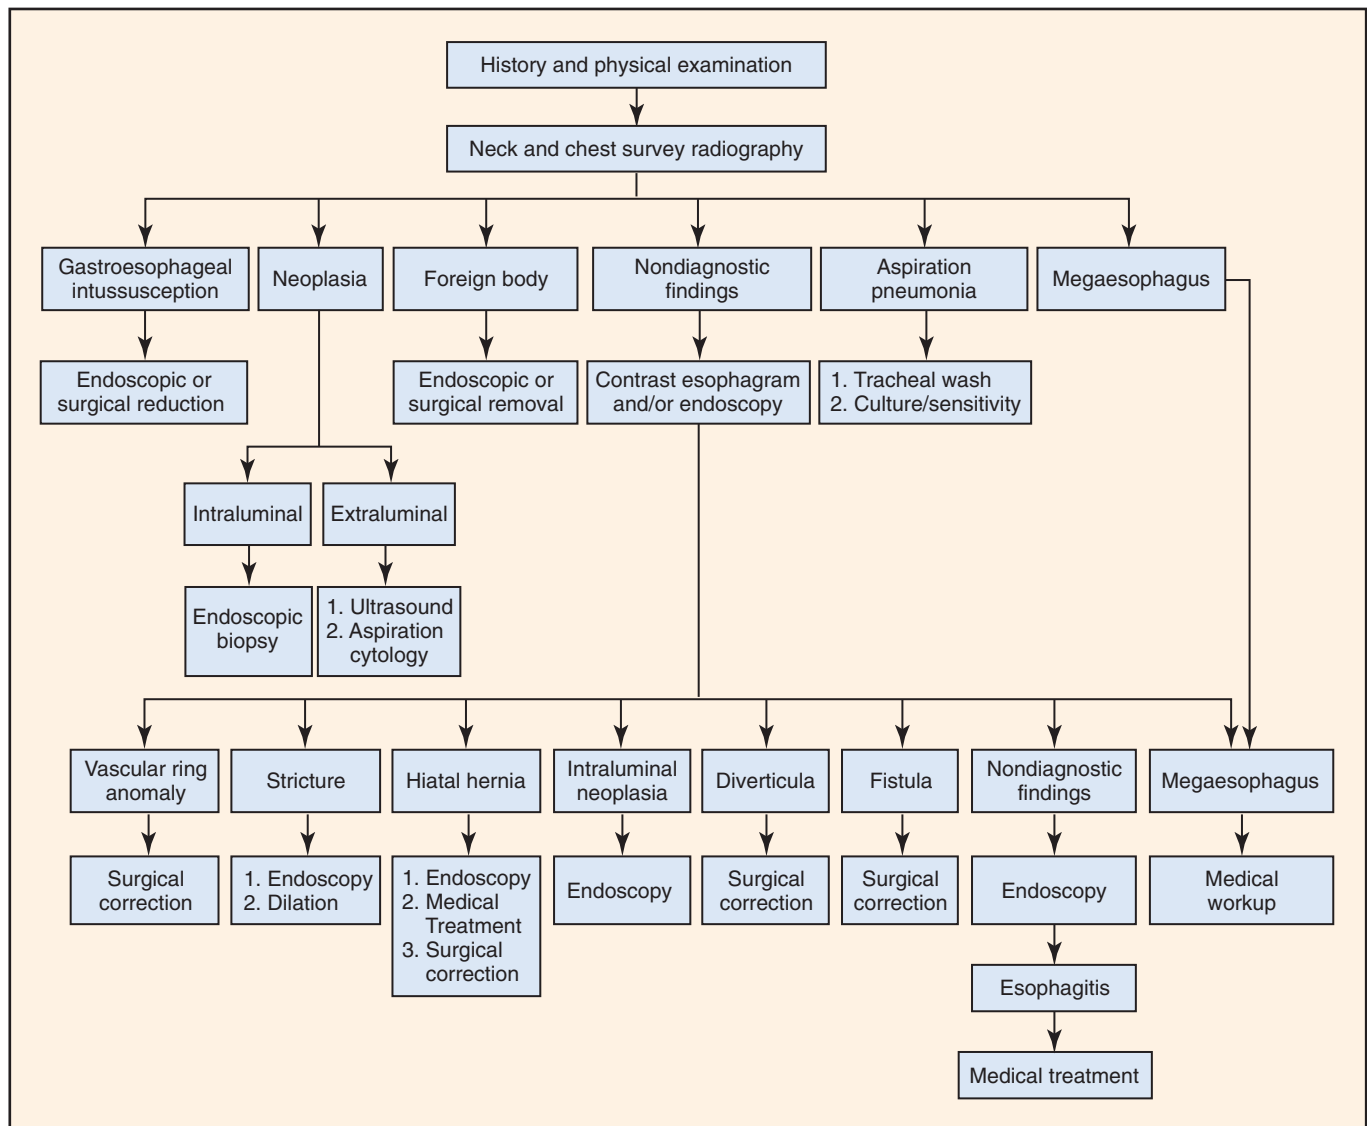 History and physical examination
Neck and chest survey radiography
Gastroesophageal
intussusception
Neoplasia
Foreign body
Nondiagnostic
findings
Aspiration
pneumonia
Megaesophagus
Endoscopic or
surgical reduction
Endoscopic or
surgical removal
Contrast esophagram
and/or endoscopy
1. Tracheal wash
2. Culture/sensitivity
Intraluminal
Extraluminal
Endoscopic
biopsy
1. Ultrasound
2. Aspiration
cytology
Vascular ring
anomaly
Stricture
Hiatal hernia
Intraluminal
neoplasia
Diverticula
Fistula
Nondiagnostic
findings
Megaesophagus
Surgical
correction
1. Endoscopy
2. Dilation
1. Endoscopy
2. Medical
Treatment
3. Surgical
correction
Endoscopy
Surgical
correction
Surgical
correction
Endoscopy
Medical
workup
Esophagitis
Medical treatment